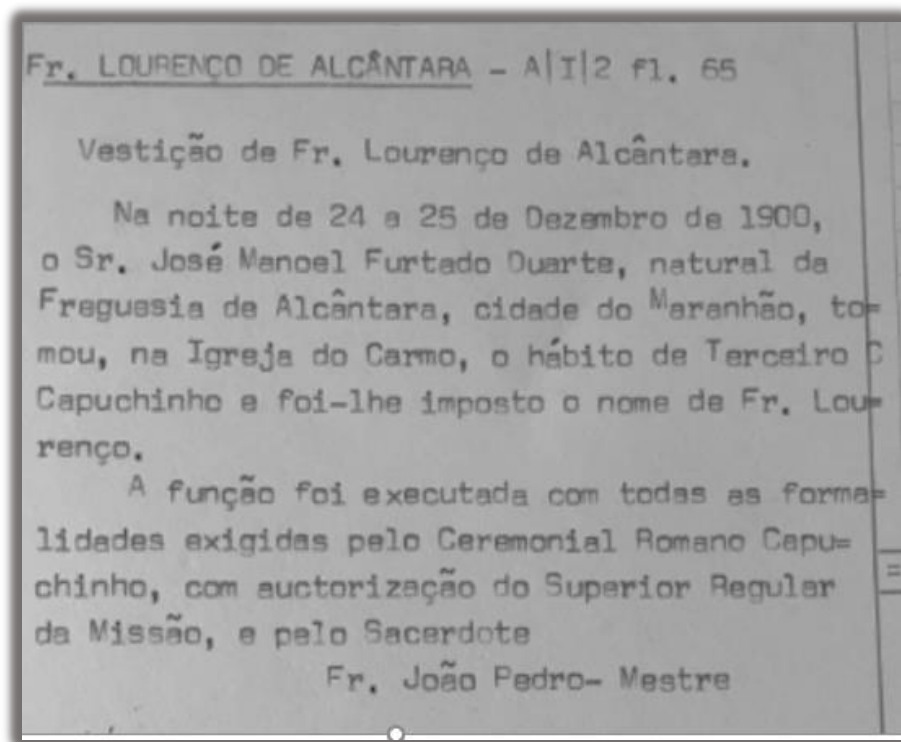 Fr. LOURENÇO DE ALCÂNTARA - A|I|2 fl. 65
Vestição de Fr. Lourenço de Alcântara.
Na noite de 24 a 25 de Dezembro de 1900,
o Sr. José Manoel Furtado Duarte, natural da
Freguesia de Alcântara, cidade do Maranhão, to=
mou, na Igreja do Carmo, o hábito de Terceiro C
Capuchinho e foi-lhe imposto o nome de Fr. Lou=
renço.
A função foi executada com todas as forma=
lidades exigidas pelo Ceremonial Romano Capu=
chinho, com auctorização do Superior Regular
da Missão, e pelo Sacerdote
Fr. João Pedro- Mestre